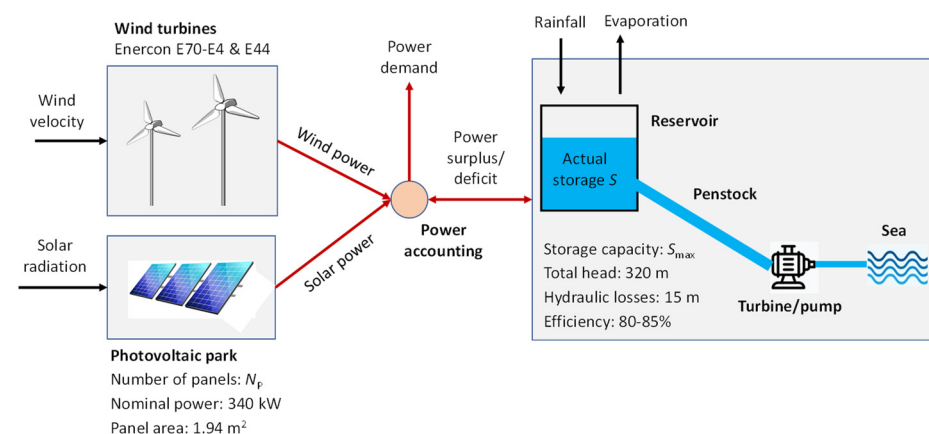 Wind turbines
Enercon E70-E4 & E44
Wind
velocity
Wind power
Solar
radiation
Solar power
Photovoltaic park
Number of panels: Np
Nominal power: 340 kW
Panel area: 1.94 m²
Power
demand
Power
surplus/
deficit
Power
accounting
Rainfall
Evaporation
Reservoir
Actual
storage S
Penstock
Sea
Turbine/pump
Storage capacity: Smax
Total head: 320 m
Hydraulic losses: 15 m
Efficiency: 80-85%